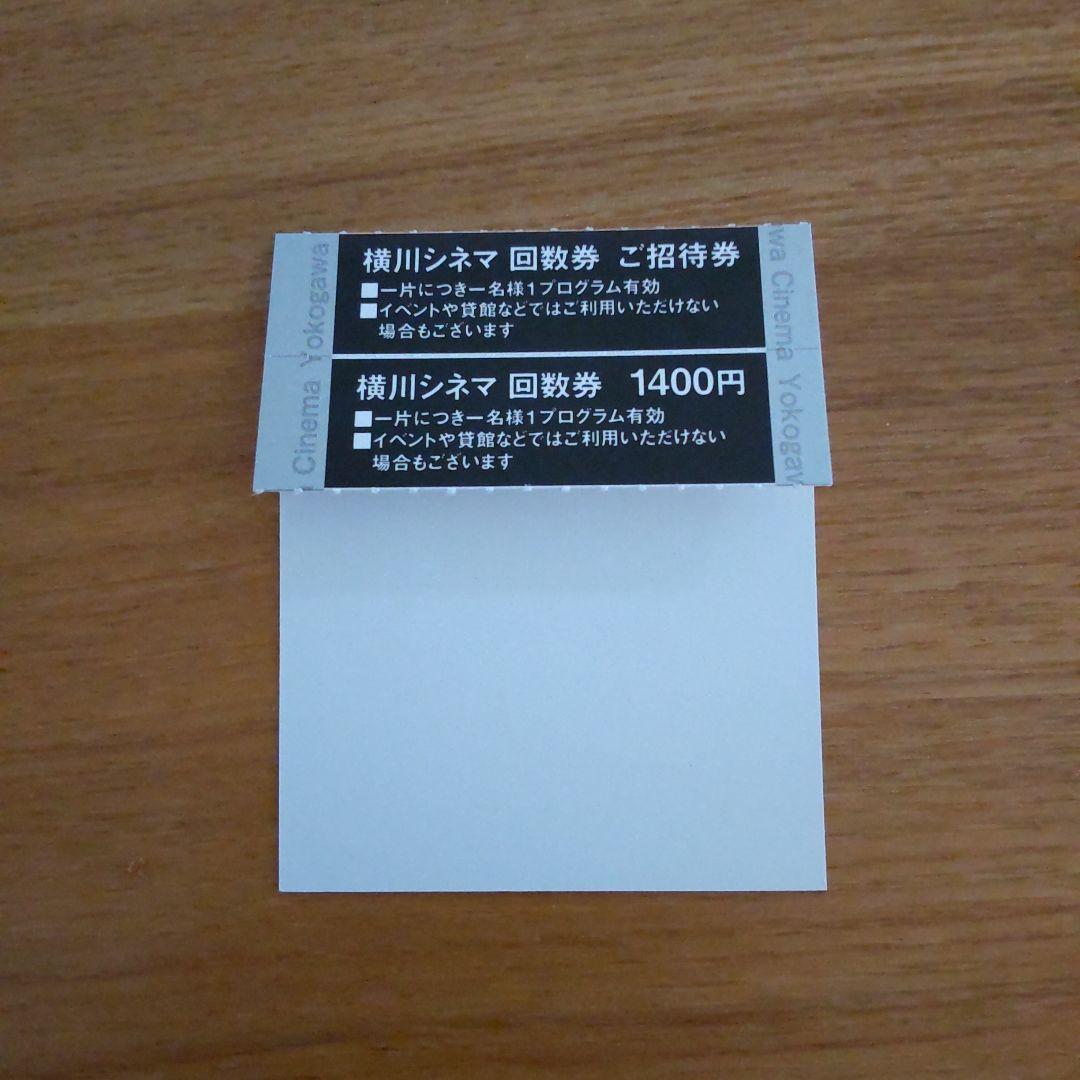 横川シネマ 回数券 ご招待券
■一片につき一名様1プログラム有効
■イベントや貸館などではご利用いただけない
場合もございます
横川シネマ 回数券 1400円
■一片につき一名様1プログラム有効
■イベントや貸館などではご利用いただけない
場合もございます
Cinema Yokogawa
wa Cinema Yokogaw